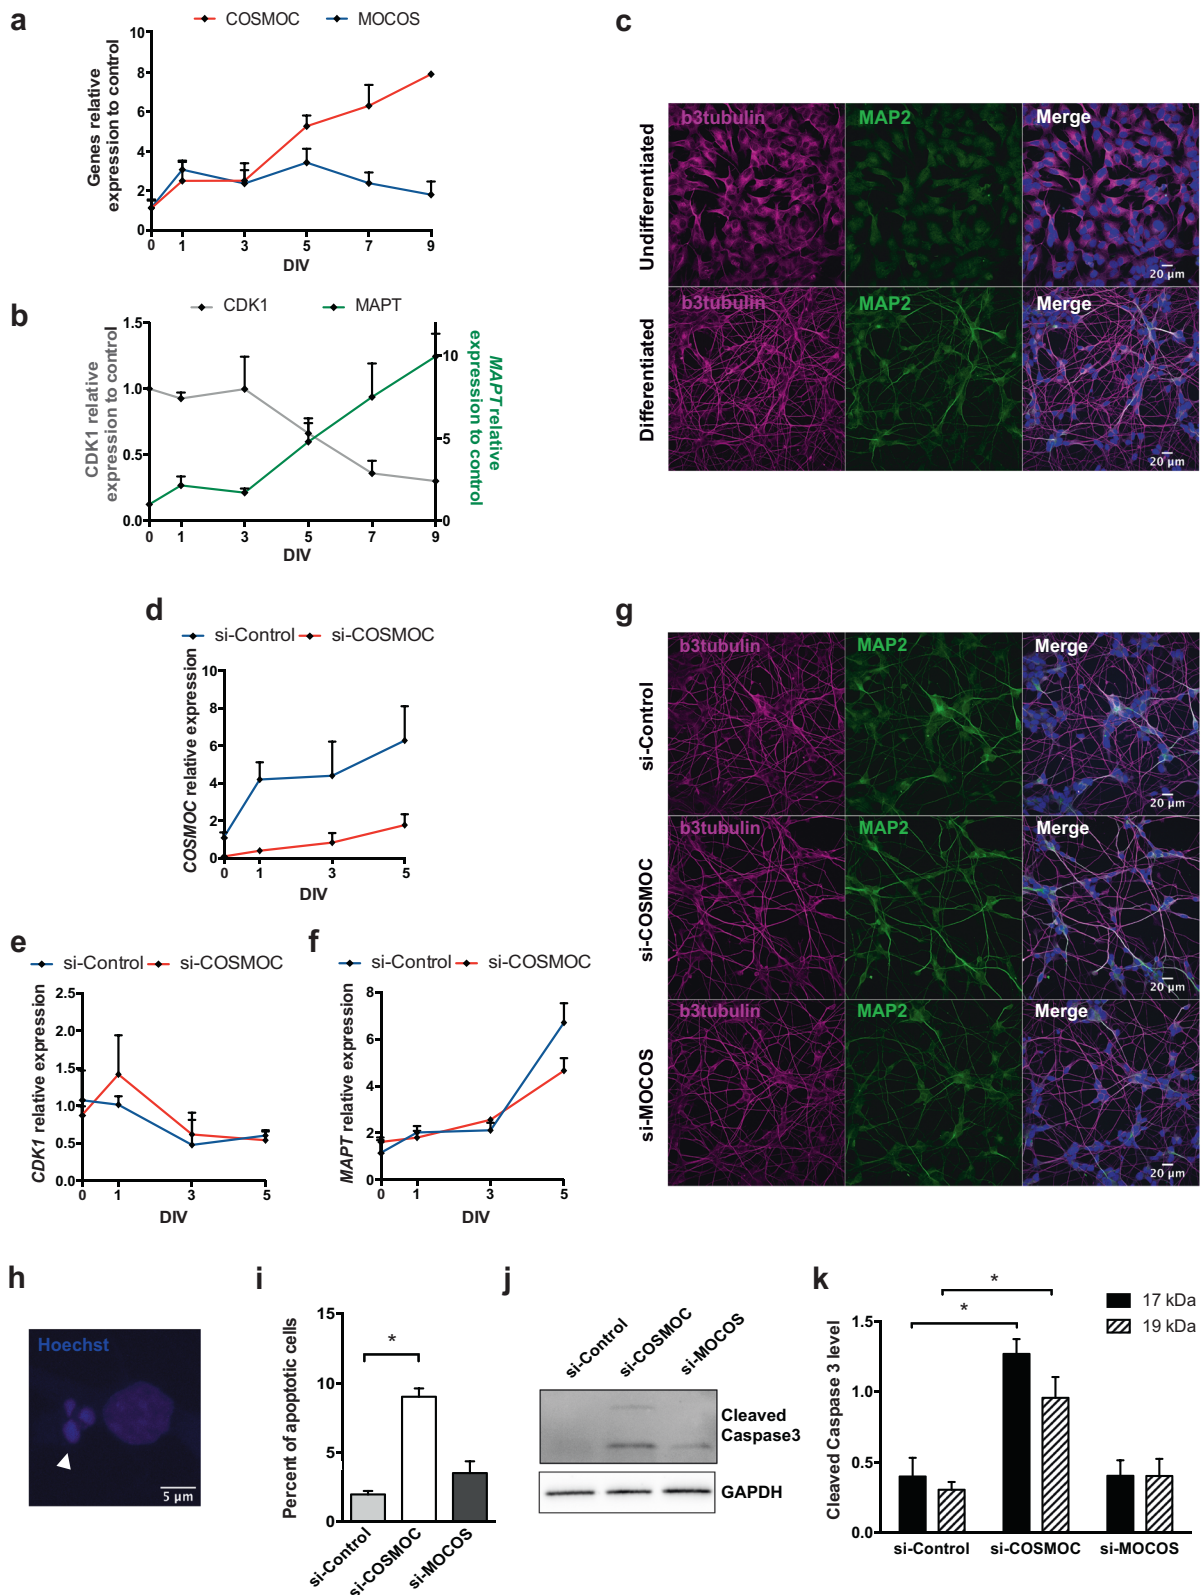 a
COSMOC
MOCOS
Genes relative
expression to control
10
8
6
4
2
0
0
1
3
5
7
9
DIV
b
CDK1
MAPT
CDK1 relative
expression to control
1.5
1.0
0.5
0.0
MAPT relative
expression to control
10
5
0
0
1
3
5
7
9
DIV
c
Undifferentiated
b3tubulin
MAP2
Merge
20 µm
Differentiated
b3tubulin
MAP2
Merge
20 µm
d
si-Control
si-COSMOC
COSMOC relative expression
10
8
6
4
2
0
0
1
3
5
DIV
e
si-Control
si-COSMOC
CDK1 relative expression
2.5
2.0
1.5
1.0
0.5
0.0
0
1
3
5
DIV
f
si-Control
si-COSMOC
MAPT relative expression
8
6
4
2
0
0
1
3
5
DIV
g
si-Control
b3tubulin
MAP2
Merge
20 µm
si-COSMOC
b3tubulin
MAP2
Merge
20 µm
si-MOCOS
b3tubulin
MAP2
Merge
20 µm
h
Hoechst
5 µm
i
Percent of apoptotic cells
15
10
5
0
*
si-Control
si-COSMOC
si-MOCOS
j
si-Control
si-COSMOC
si-MOCOS
Cleaved
Caspase3
GAPDH
k
*
*
17 kDa
19 kDa
Cleaved Caspase 3 level
1.5
1.0
0.5
0.0
si-Control
si-COSMOC
si-MOCOS